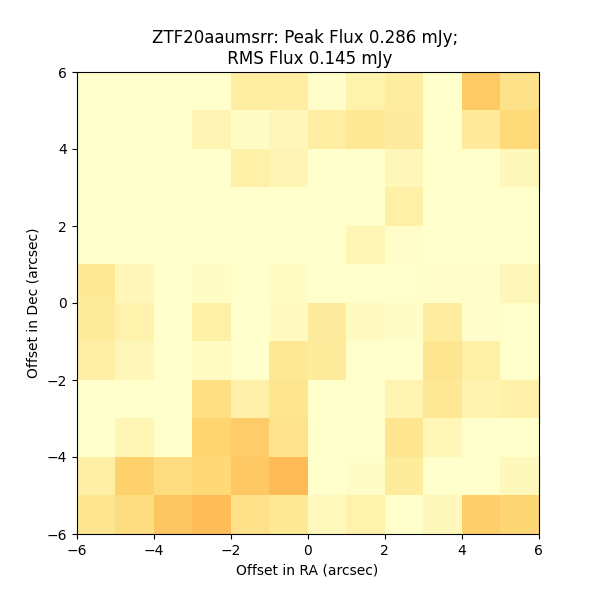 ZTF20aaumsrr: Peak Flux 0.286 mJy;
RMS Flux 0.145 mJy
6
4
2
0
−2
−4
−6
Offset in Dec (arcsec)
−6 −4 −2 0 2 4 6
Offset in RA (arcsec)